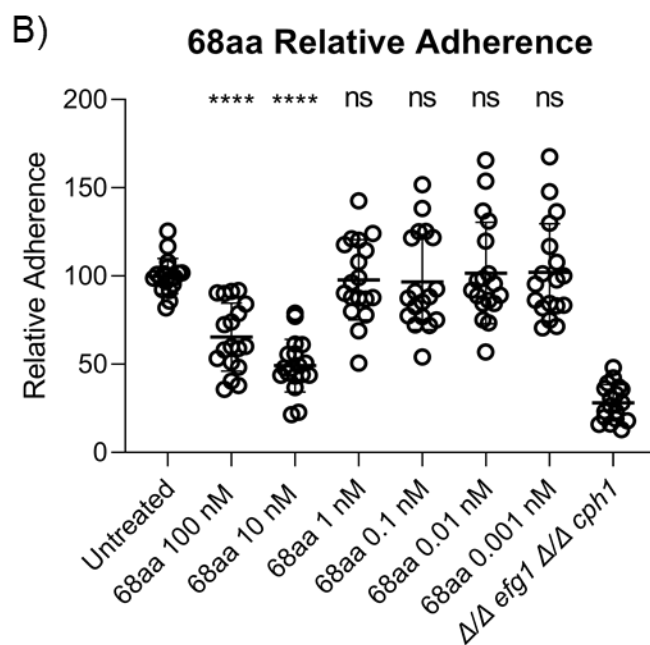 B)
68aa Relative Adherence
**** **** ns ns ns ns
200
150
100
50
0
Relative Adherence
Untreated
68aa 100 nM
68aa 10 nM
68aa 1 nM
68aa 0.1 nM
68aa 0.01 nM
68aa 0.001 nM
Δ/Δ efg1 Δ/Δ cph1